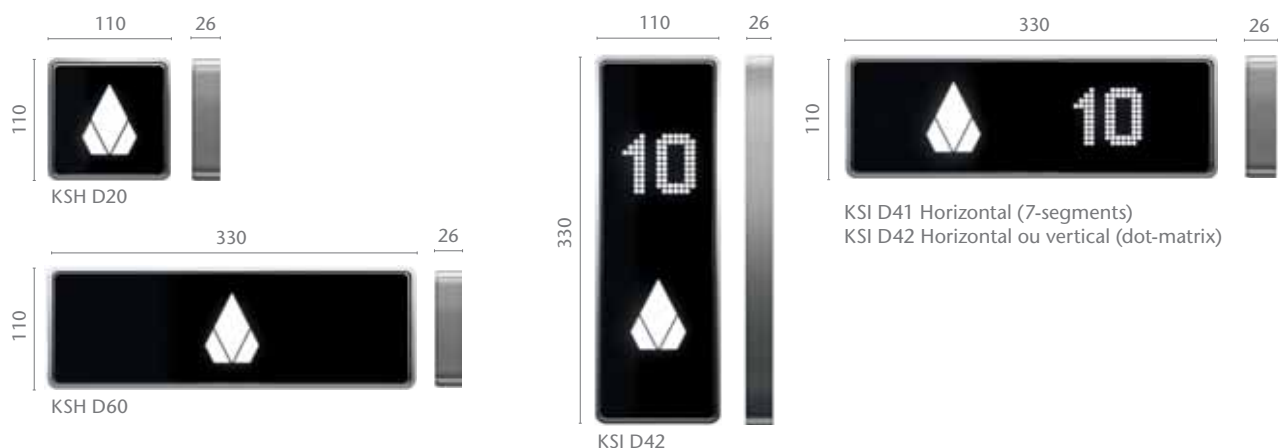 110
26
110
KSH D20
330
26
110
KSH D60
110
26
330
10
KSI D42
330
26
110
10
KSI D41 Horizontal (7-segments)
KSI D42 Horizontal ou vertical (dot-matrix)